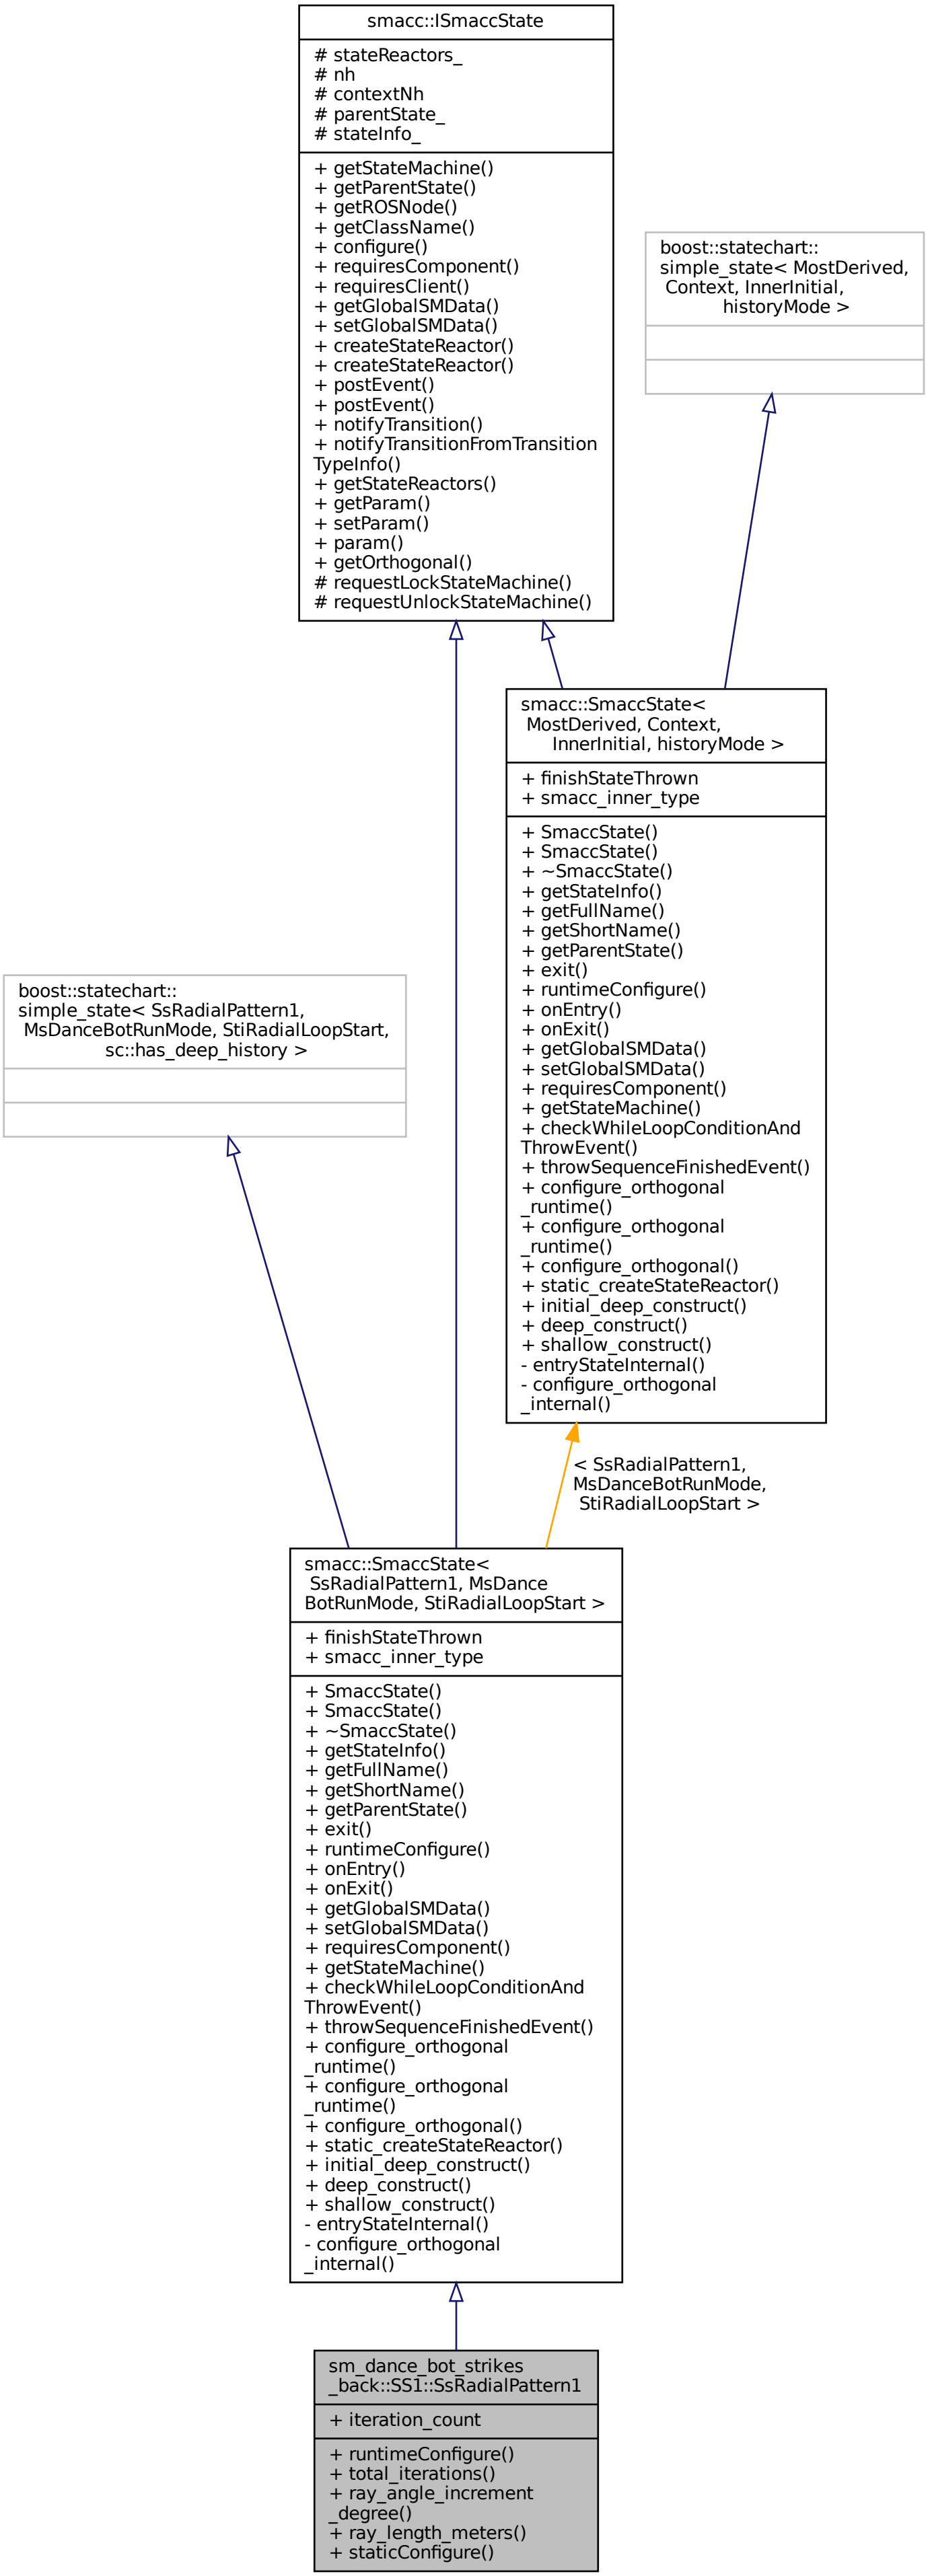 smacc::ISmaccState
# stateReactors_
# nh
# contextNh
# parentState_
# stateInfo_
+ getStateMachine()
+ getParentState()
+ getROSNode()
+ getClassName()
+ configure()
+ requiresComponent()
+ requiresClient()
+ getGlobalSMData()
+ setGlobalSMData()
+ createStateReactor()
+ createStateReactor()
+ postEvent()
+ postEvent()
+ notifyTransition()
+ notifyTransitionFromTransition
TypeInfo()
+ getStateReactors()
+ getParam()
+ setParam()
+ param()
+ getOrthogonal()
# requestLockStateMachine()
# requestUnlockStateMachine()
boost::statechart::
simple_state< MostDerived,
Context, InnerInitial,
historyMode >
smacc::SmaccState<
MostDerived, Context,
InnerInitial, historyMode >
+ finishStateThrown
+ smacc_inner_type
+ SmaccState()
+ SmaccState()
+ ~SmaccState()
+ getStateInfo()
+ getFullName()
+ getShortName()
+ getParentState()
+ exit()
+ runtimeConfigure()
+ onEntry()
+ onExit()
+ getGlobalSMData()
+ setGlobalSMData()
+ requiresComponent()
+ getStateMachine()
+ checkWhileLoopConditionAnd
ThrowEvent()
+ throwSequenceFinishedEvent()
+ configure_orthogonal
_runtime()
+ configure_orthogonal
_runtime()
+ configure_orthogonal()
+ static_createStateReactor()
+ initial_deep_construct()
+ deep_construct()
+ shallow_construct()
- entryStateInternal()
- configure_orthogonal
_internal()
boost::statechart::
simple_state< SsRadialPattern1,
MsDanceBotRunMode, StiRadialLoopStart,
sc::has_deep_history >
< SsRadialPattern1,
MsDanceBotRunMode,
StiRadialLoopStart >
smacc::SmaccState<
SsRadialPattern1, MsDance
BotRunMode, StiRadialLoopStart >
+ finishStateThrown
+ smacc_inner_type
+ SmaccState()
+ SmaccState()
+ ~SmaccState()
+ getStateInfo()
+ getFullName()
+ getShortName()
+ getParentState()
+ exit()
+ runtimeConfigure()
+ onEntry()
+ onExit()
+ getGlobalSMData()
+ setGlobalSMData()
+ requiresComponent()
+ getStateMachine()
+ checkWhileLoopConditionAnd
ThrowEvent()
+ throwSequenceFinishedEvent()
+ configure_orthogonal
_runtime()
+ configure_orthogonal
_runtime()
+ configure_orthogonal()
+ static_createStateReactor()
+ initial_deep_construct()
+ deep_construct()
+ shallow_construct()
- entryStateInternal()
- configure_orthogonal
_internal()
sm_dance_bot_strikes
_back::SS1::SsRadialPattern1
+ iteration_count
+ runtimeConfigure()
+ total_iterations()
+ ray_angle_increment
_degree()
+ ray_length_meters()
+ staticConfigure()